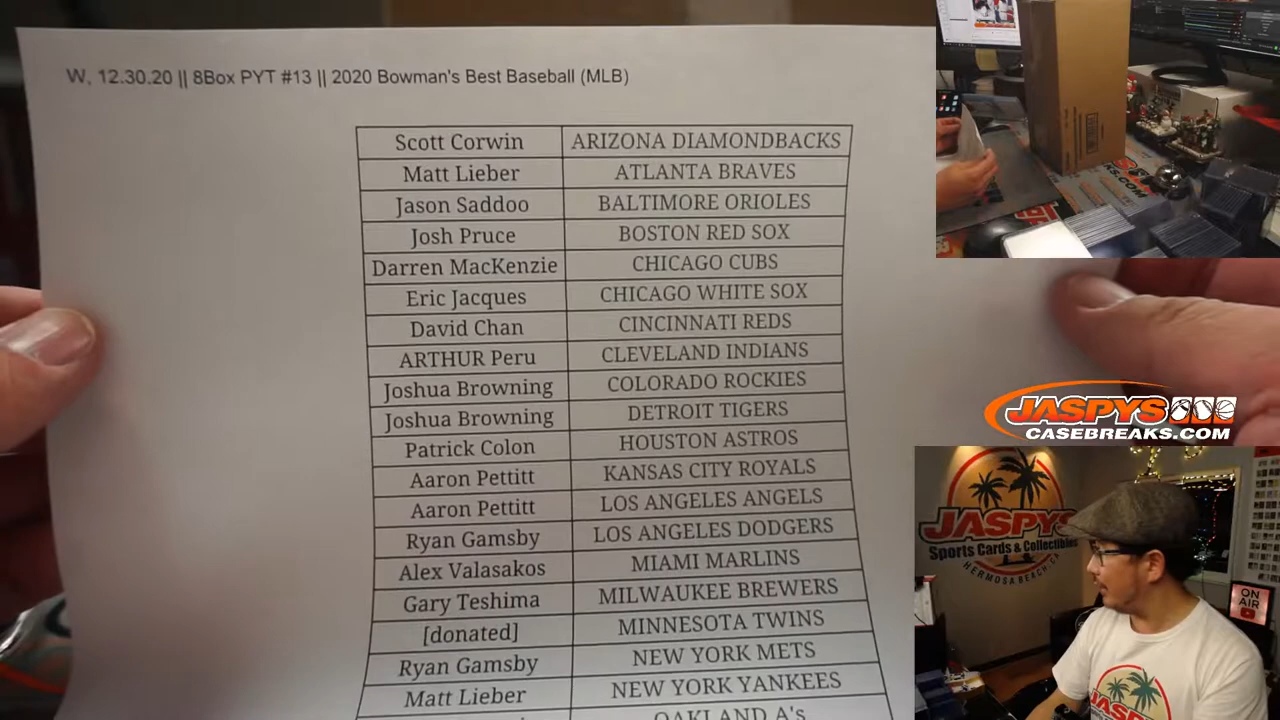 W, 12.30.20 || 8Box PYT #13 || 2020 Bowman's Best Baseball (MLB)
Scott Corwin ARIZONA DIAMONDBACKS
Matt Lieber ATLANTA BRAVES
Jason Saddoo BALTIMORE ORIOLES
Josh Pruce BOSTON RED SOX
Darren MacKenzie CHICAGO CUBS
Eric Jacques CHICAGO WHITE SOX
David Chan CINCINNATI REDS
ARTHUR Peru CLEVELAND INDIANS
Joshua Browning COLORADO ROCKIES
Joshua Browning DETROIT TIGERS
Patrick Colon HOUSTON ASTROS
Aaron Pettitt KANSAS CITY ROYALS
Aaron Pettitt LOS ANGELES ANGELS
Ryan Gamsby LOS ANGELES DODGERS
Alex Valasakos MIAMI MARLINS
Gary Teshima MILWAUKEE BREWERS
[donated] MINNESOTA TWINS
Ryan Gamsby NEW YORK METS
Matt Lieber NEW YORK YANKEES
OAKLAND A's
JASPYS
CASEBREAKS.COM
JASPYS
Sports Cards & Collectibles
HERMOSA BEACH, CA
ON
AIR
JASPYS